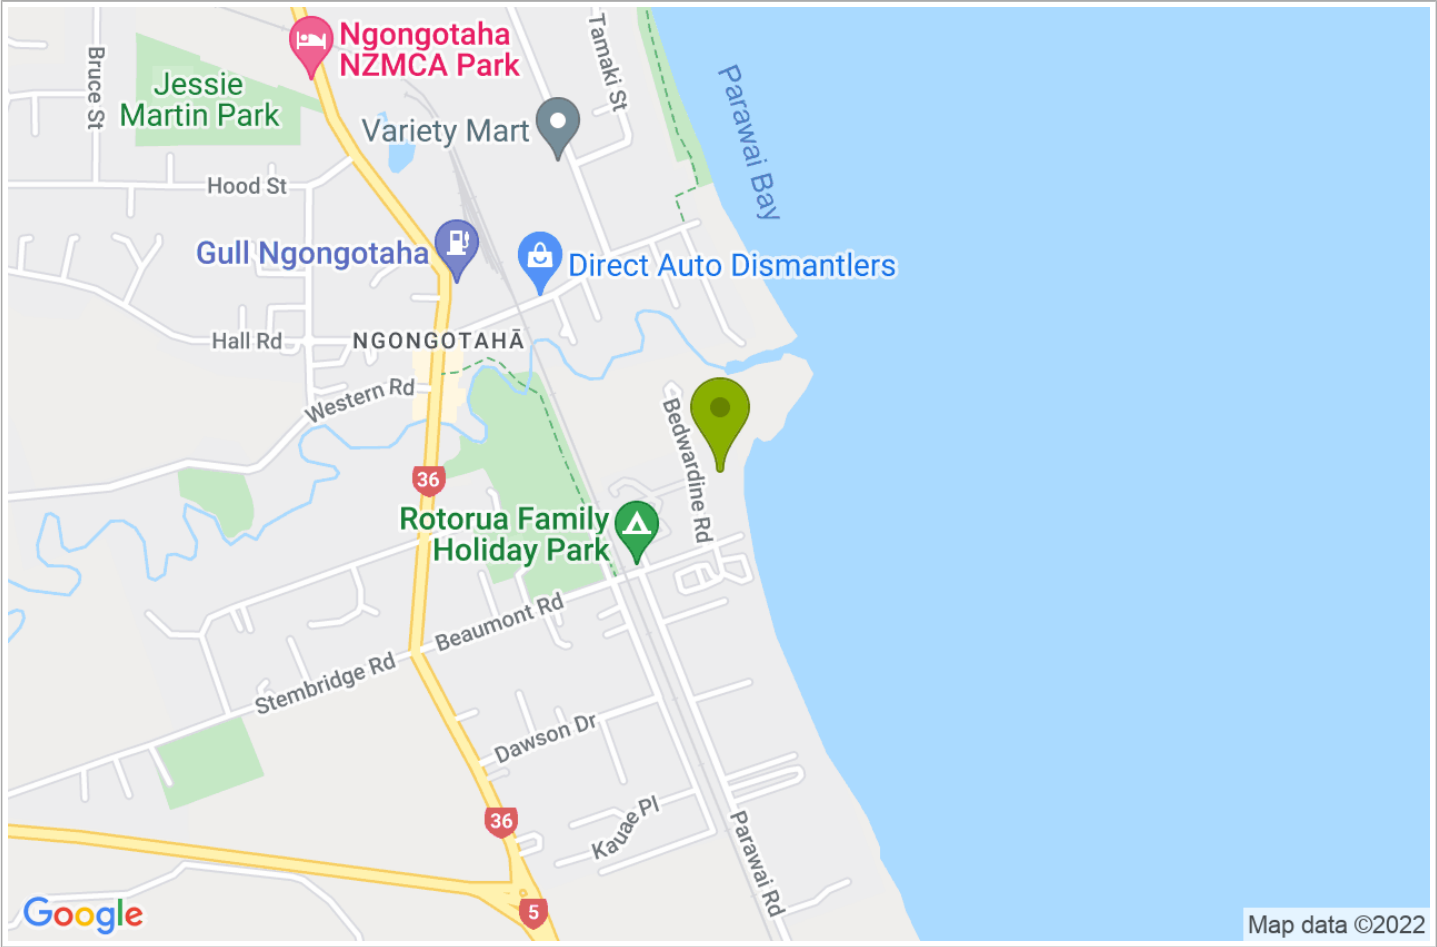 Ngongotaha
NZMCA Park
Tamaki St
Bruce St
Jessie
Martin Park
Parawai Bay
Variety Mart
Hood St
Gull Ngongotaha
Direct Auto Dismantlers
Hall Rd
NGONGOTAHĀ
Western Rd
Bedwardine Rd
36
Rotorua Family
Holiday Park
Beaumont Rd
Stembridge Rd
Dawson Dr
Kauae Pl
36
Parawai Rd
5
Google
Map data ©2022